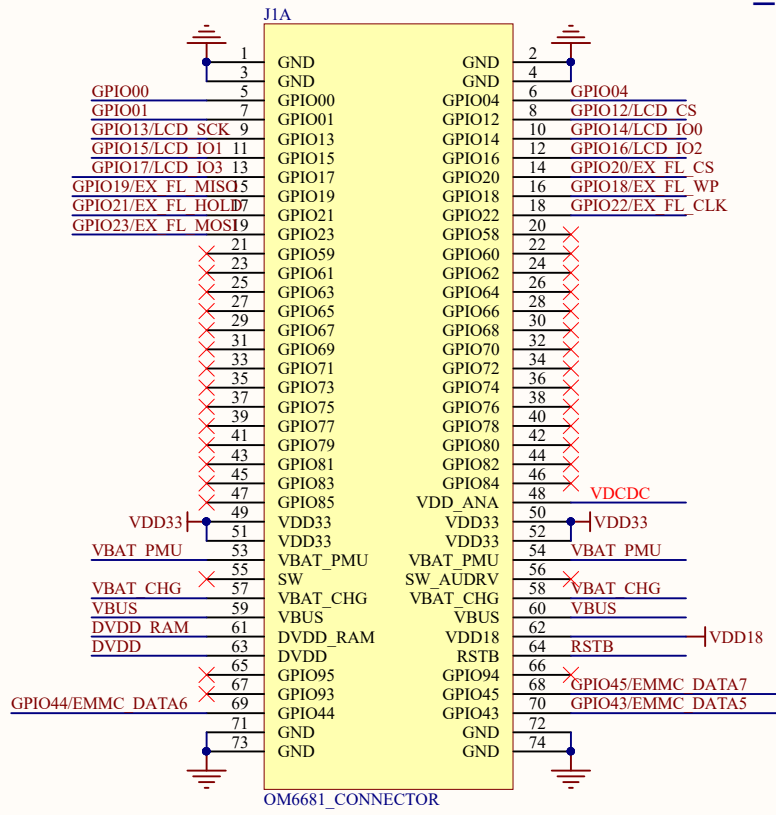 J1A
1 GND GND 2
3 GND GND 4
GPIO00 5 GPIO00 GPIO04 6 GPIO04
GPIO01 7 GPIO01 GPIO12 8 GPIO12/LCD_CS
GPIO13/LCD_SCK 9 GPIO13 GPIO14 10 GPIO14/LCD_IO0
GPIO15/LCD_IO1 11 GPIO15 GPIO16 12 GPIO16/LCD_IO2
GPIO17/LCD_IO3 13 GPIO17 GPIO20 14 GPIO20/EX_FL_CS
GPIO19/EX_FL_MISO 15 GPIO19 GPIO18 16 GPIO18/EX_FL_WP
GPIO21/EX_FL_HOLD 17 GPIO21 GPIO22 18 GPIO22/EX_FL_CLK
GPIO23/EX_FL_MOSI 19 GPIO23 GPIO58 20
21 GPIO59 GPIO60 22
23 GPIO61 GPIO62 24
25 GPIO63 GPIO64 26
27 GPIO65 GPIO66 28
29 GPIO67 GPIO68 30
31 GPIO69 GPIO70 32
33 GPIO71 GPIO72 34
35 GPIO73 GPIO74 36
37 GPIO75 GPIO76 38
39 GPIO77 GPIO78 40
41 GPIO79 GPIO80 42
43 GPIO81 GPIO82 44
45 GPIO83 GPIO84 46
47 GPIO85 VDD_ANA 48 VDCDC
VDD33 49 VDD33 VDD33 50 VDD33
51 VDD33 VDD33 52
VBAT_PMU 53 VBAT_PMU VBAT_PMU 54 VBAT_PMU
55 SW SW_AUDRV 56
VBAT_CHG 57 VBAT_CHG VBAT_CHG 58 VBAT_CHG
VBUS 59 VBUS VBUS 60 VBUS
DVDD_RAM 61 DVDD_RAM VDD18 62 VDD18
DVDD 63 DVDD RSTB 64 RSTB
65 GPIO95 GPIO94 66
67 GPIO93 GPIO45 68 GPIO45/EMMC_DATA7
GPIO44/EMMC_DATA6 69 GPIO44 GPIO43 70 GPIO43/EMMC_DATA5
71 GND GND 72
73 GND GND 74
OM6681_CONNECTOR